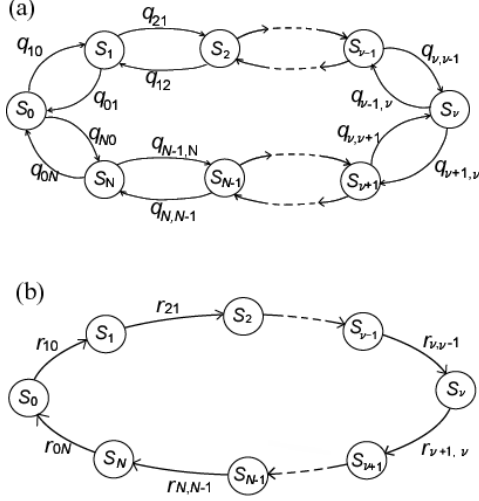 (a)
q21
q10 S1 S2 Sν-1 qν,ν-1
q12
S0 q01 qν-1,ν Sν
qN0 qν,ν+1
qN-1,N
q0N SN SN-1 Sν+1 qν+1,ν
qN,N-1
(b)
r21
r10 S1 S2 Sν-1 rν,ν-1
S0 Sν
r0N SN SN-1 Sν+1 rν+1, ν
rN,N-1